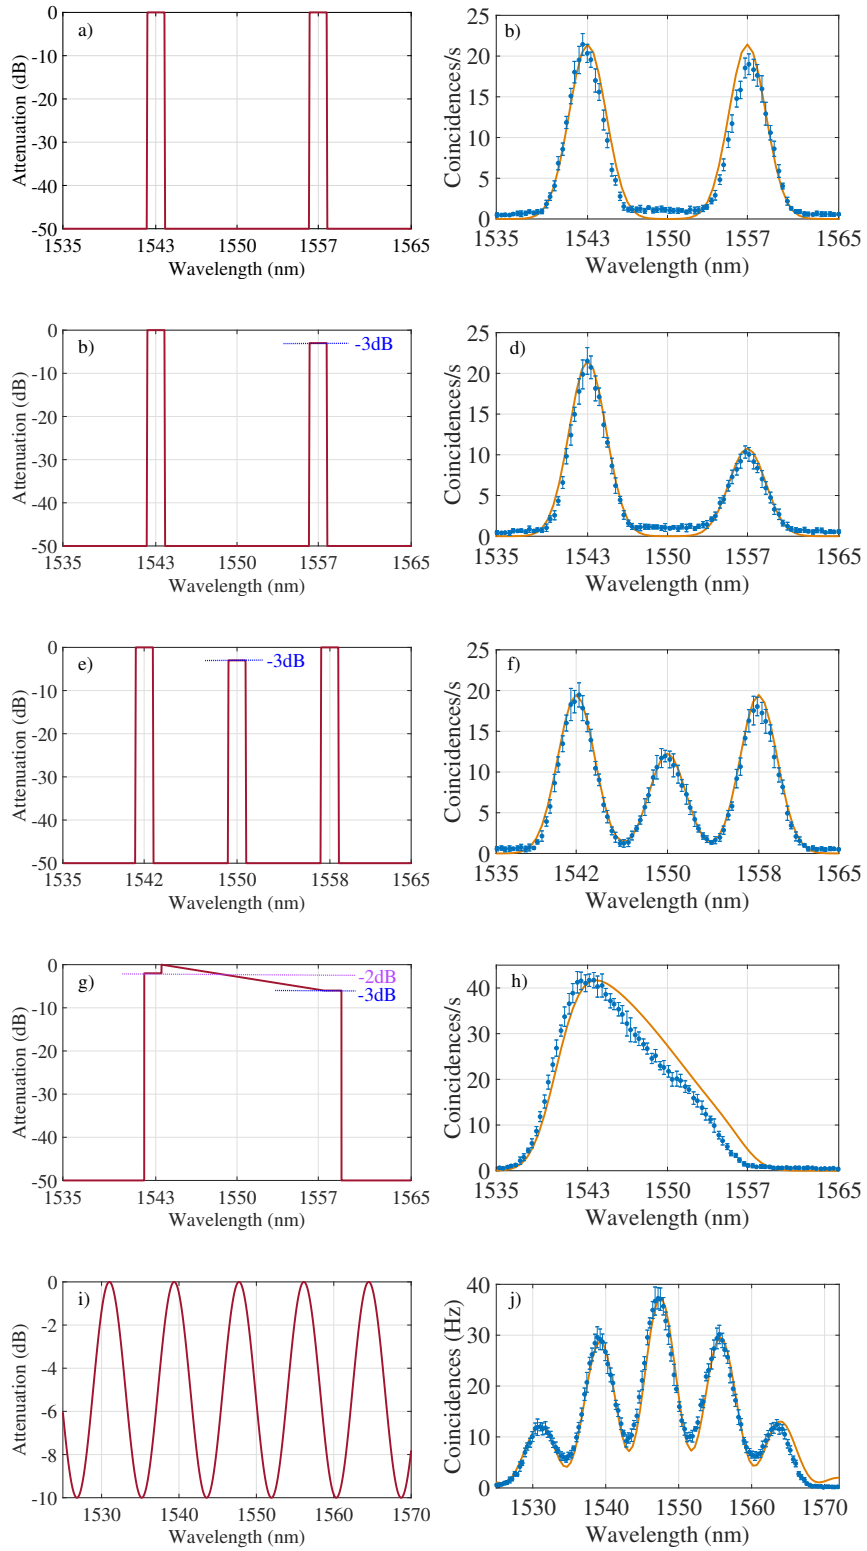 a)
0
-10
-20
-30
-40
-50
Attenuation (dB)
1535 1543 1550 1557 1565
Wavelength (nm)
b)
25
20
15
10
5
0
Coincidences/s
1535 1543 1550 1557 1565
Wavelength (nm)
b)
-3dB
0
-10
-20
-30
-40
-50
Attenuation (dB)
1535 1543 1550 1557 1565
Wavelength (nm)
d)
25
20
15
10
5
0
Coincidences/s
1535 1543 1550 1557 1565
Wavelength (nm)
e)
-3dB
0
-10
-20
-30
-40
-50
Attenuation (dB)
1535 1542 1550 1558 1565
Wavelength (nm)
f)
25
20
15
10
5
0
Coincidences/s
1535 1542 1550 1558 1565
Wavelength (nm)
g)
-2dB
-3dB
0
-10
-20
-30
-40
-50
Attenuation (dB)
1535 1543 1550 1557 1565
Wavelength (nm)
h)
40
30
20
10
0
Coincidences/s
1535 1543 1550 1557 1565
Wavelength (nm)
i)
0
-2
-4
-6
-8
-10
Attenuation (dB)
1530 1540 1550 1560 1570
Wavelength (nm)
j)
40
30
20
10
0
Coincidences (Hz)
1530 1540 1550 1560 1570
Wavelength (nm)